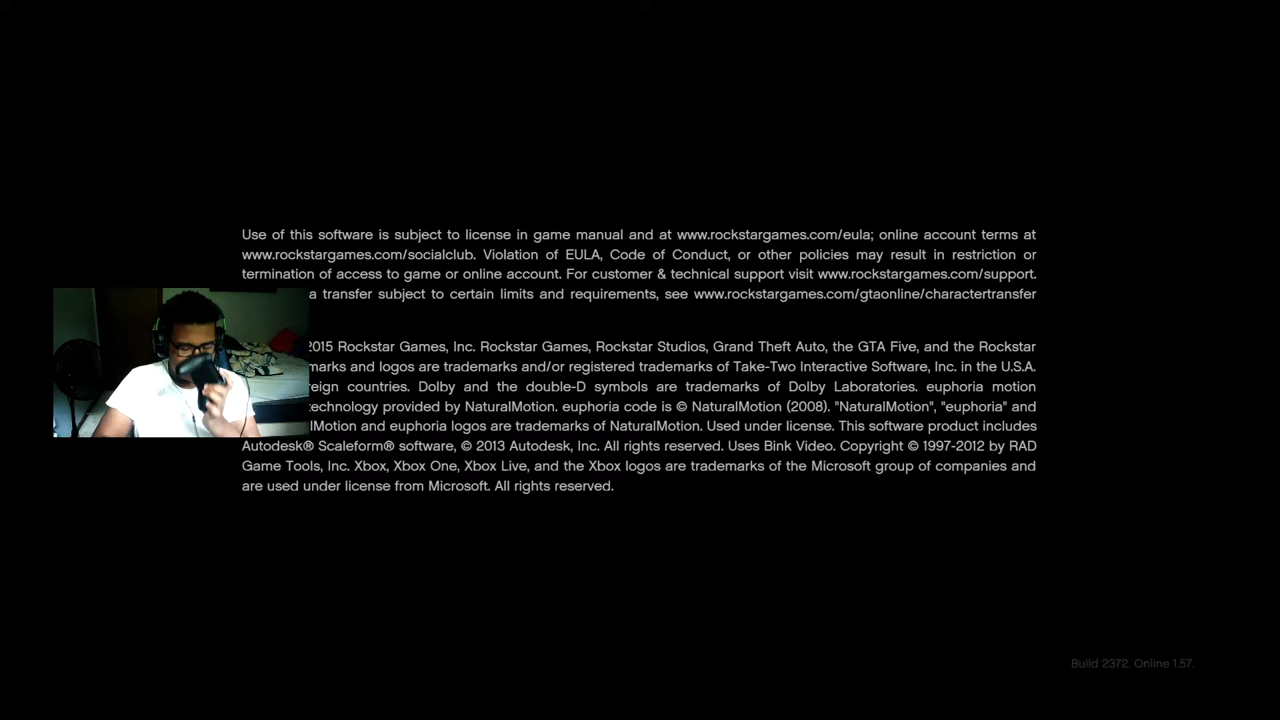 Use of this software is subject to license in game manual and at www.rockstargames.com/eula; online account terms at
www.rockstargames.com/socialclub. Violation of EULA, Code of Conduct, or other policies may result in restriction or
termination of access to game or online account. For customer & technical support visit www.rockstargames.com/support.
a transfer subject to certain limits and requirements, see www.rockstargames.com/gtaonline/charactertransfer
2015 Rockstar Games, Inc. Rockstar Games, Rockstar Studios, Grand Theft Auto, the GTA Five, and the Rockstar
marks and logos are trademarks and/or registered trademarks of Take-Two Interactive Software, Inc. in the U.S.A.
reign countries. Dolby and the double-D symbols are trademarks of Dolby Laboratories. euphoria motion
technology provided by NaturalMotion. euphoria code is © NaturalMotion (2008). "NaturalMotion", "euphoria" and
lMotion and euphoria logos are trademarks of NaturalMotion. Used under license. This software product includes
Autodesk® Scaleform® software, © 2013 Autodesk, Inc. All rights reserved. Uses Bink Video. Copyright © 1997-2012 by RAD
Game Tools, Inc. Xbox, Xbox One, Xbox Live, and the Xbox logos are trademarks of the Microsoft group of companies and
are used under license from Microsoft. All rights reserved.
Build 2372. Online 1.57.